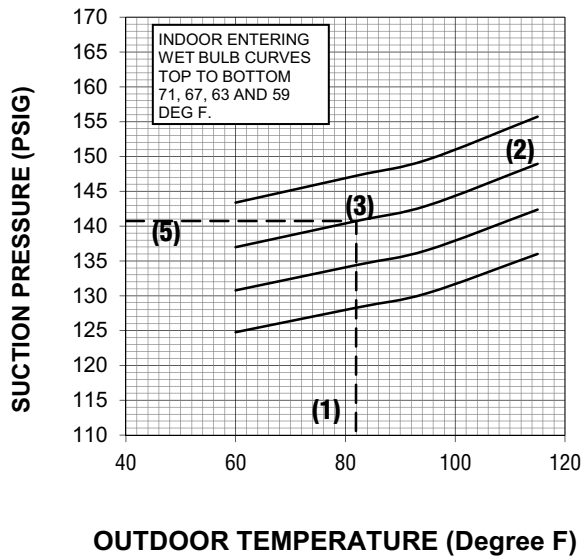 170
165
160
155
150
145
140
135
130
125
120
115
110
INDOOR ENTERING
WET BULB CURVES
TOP TO BOTTOM
71, 67, 63 AND 59
DEG F.
(2)
(3)
(5)
(1)
SUCTION PRESSURE (PSIG)
40 60 80 100 120
OUTDOOR TEMPERATURE (Degree F)